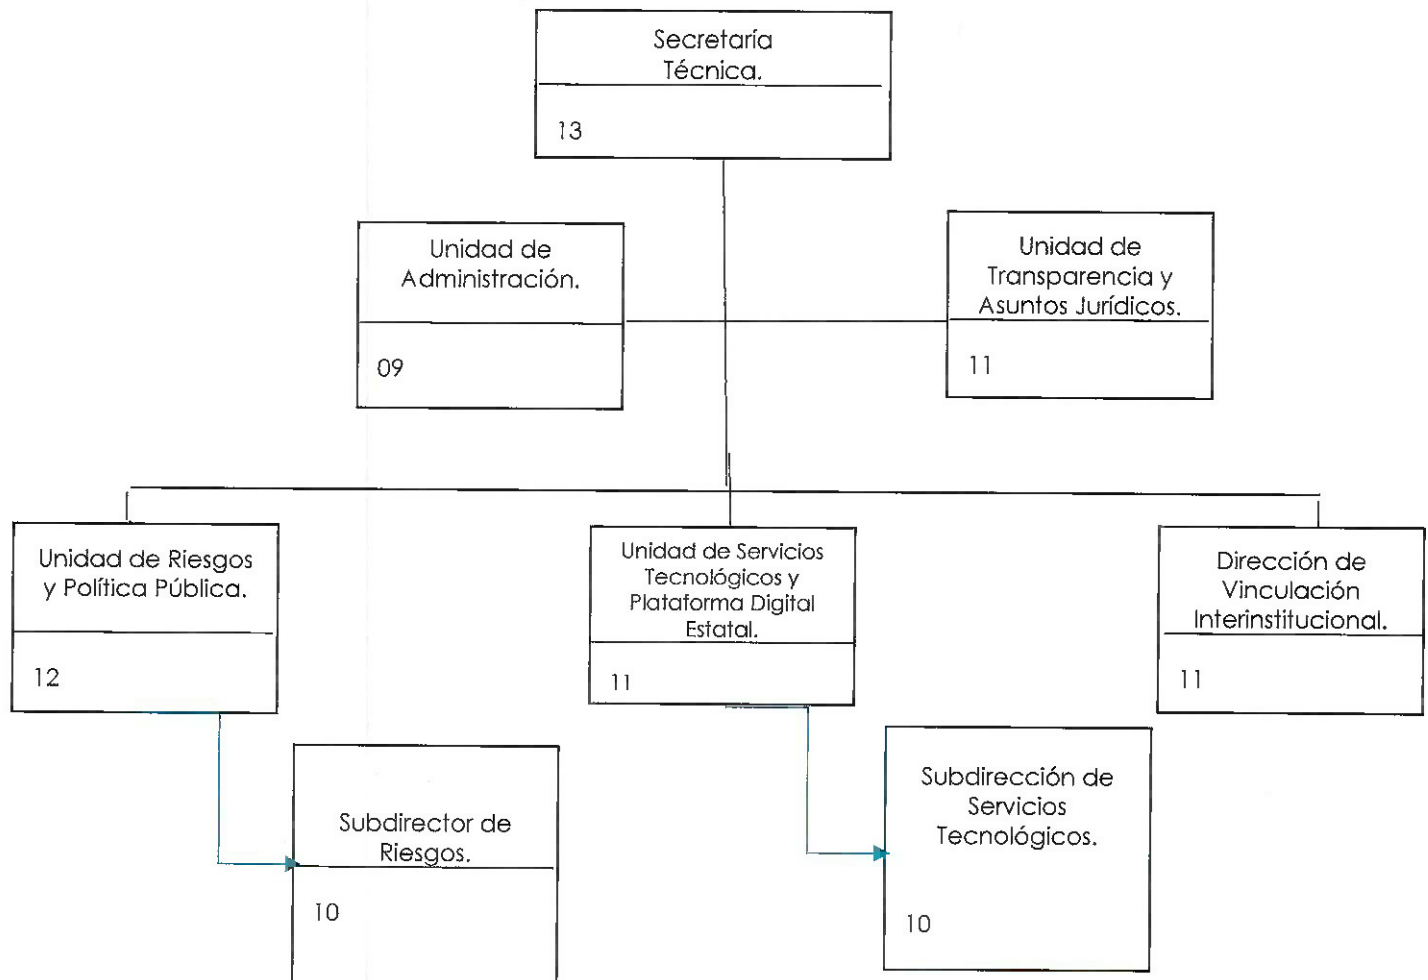 Secretaría
Técnica.
13
Unidad de
Administración.
09
Unidad de
Transparencia y
Asuntos Jurídicos.
11
Unidad de Riesgos
y Política Pública.
12
Unidad de Servicios
Tecnológicos y
Plataforma Digital
Estatal.
11
Dirección de
Vinculación
Interinstitucional.
11
Subdirector de
Riesgos.
10
Subdirección de
Servicios
Tecnológicos.
10